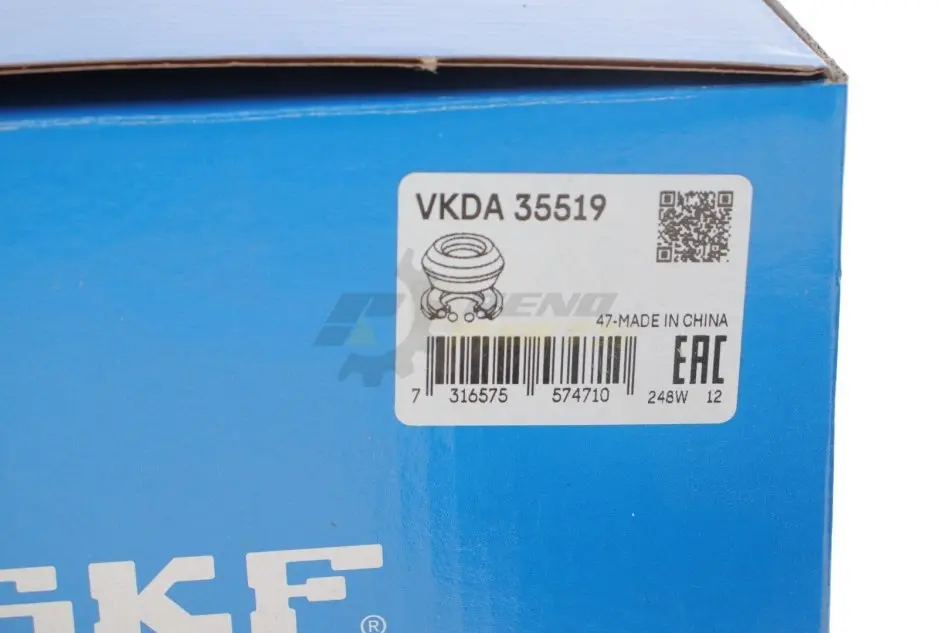 VKDA 35519
47-MADE IN CHINA
EAC
7 316575 574710
248W 12
SKF®